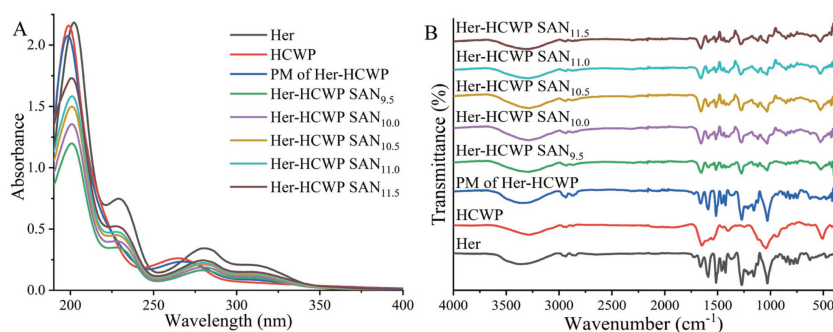 A
Absorbance
2.0
1.5
1.0
0.5
0.0
200
250
300
350
400
Wavelength (nm)
Her
HCWP
PM of Her-HCWP
Her-HCWP SAN9.5
Her-HCWP SAN10.0
Her-HCWP SAN10.5
Her-HCWP SAN11.0
Her-HCWP SAN11.5
B
Transmittance (%)
Her-HCWP SAN11.5
Her-HCWP SAN11.0
Her-HCWP SAN10.5
Her-HCWP SAN10.0
Her-HCWP SAN9.5
PM of Her-HCWP
HCWP
Her
4000
3500
3000
2500
2000
1500
1000
500
Wavenumber (cm-1)